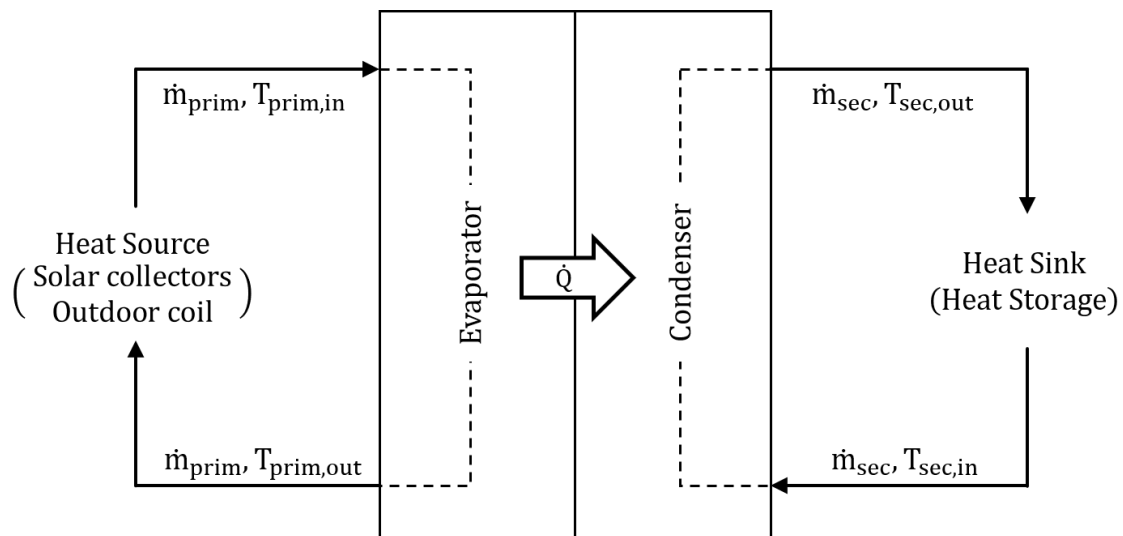 ṁprim, Tprim,in
Heat Source
(Solar collectors
Outdoor coil)
ṁprim, Tprim,out
Evaporator
Q̇
Condenser
ṁsec, Tsec,out
Heat Sink
(Heat Storage)
ṁsec, Tsec,in